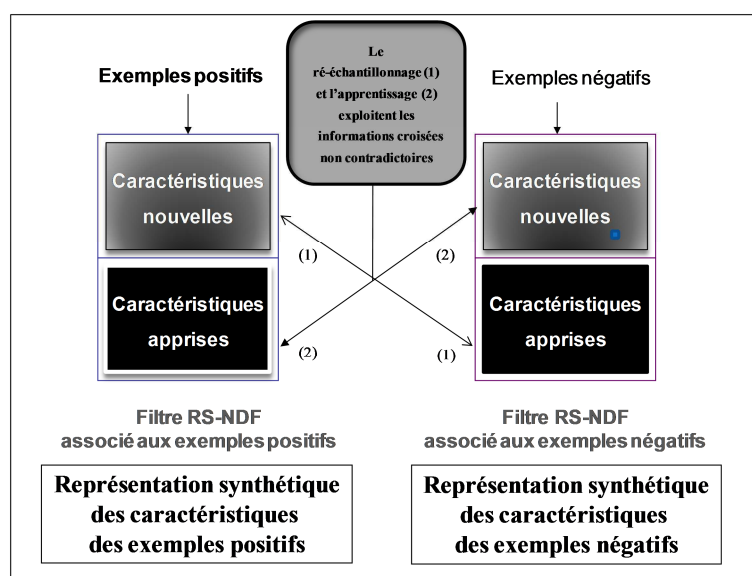 Le
ré-échantillonnage (1)
et l'apprentissage (2)
exploitent les
informations croisées
non contradictoires
Exemples positifs
Exemples négatifs
Caractéristiques
nouvelles
Caractéristiques
nouvelles
(1)
(2)
Caractéristiques
apprises
Caractéristiques
apprises
(2)
(1)
Filtre RS-NDF
associé aux exemples positifs
Filtre RS-NDF
associé aux exemples négatifs
Représentation synthétique
des caractéristiques
des exemples positifs
Représentation synthétique
des caractéristiques
des exemples négatifs